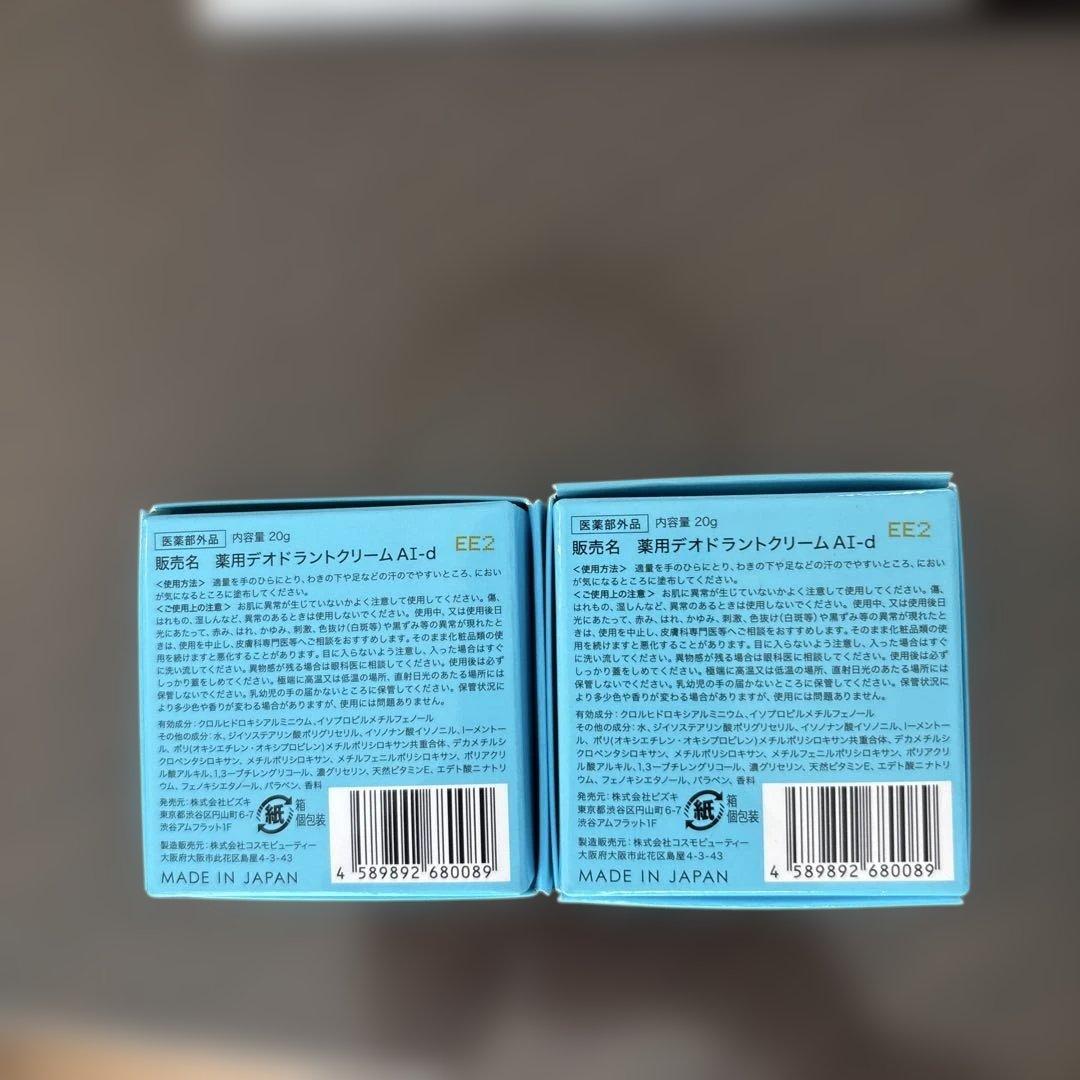 医薬部外品 内容量 20g
EE2
販売名 薬用デオドラントクリームAI-d
<使用方法> 適量を手のひらにとり、わきの下や足などの汗のでやすいところ、におい
が気になるところに塗布してください。
<ご使用上の注意> お肌に異常が生じていないかよく注意して使用してください。傷、
はれもの、湿しんなど、異常のあるときは使用しないでください。使用中、又は使用後日
光にあたって、赤み、はれ、かゆみ、刺激、色抜け(白斑等)や黒ずみ等の異常が現れたと
きは、使用を中止し、皮膚科専門医等へご相談をおすすめします。そのまま化粧品類の使
用を続けますと悪化することがあります。目に入らないよう注意し、入った場合はすぐ
に洗い流してください。異物感が残る場合は眼科医に相談してください。使用後は必ず
しっかり蓋をしめてください。極端に高温又は低温の場所、直射日光のあたる場所には
保管しないでください。乳幼児の手の届かないところに保管してください。保管状況に
より多少色や香りが変わる場合がありますが、使用には問題ありません。
有効成分：クロルヒドロキシアルミニウム、イソプロピルメチルフェノール
その他の成分：水、ジイソステアリン酸ポリグリセリル、イソノナン酸イソノニル、l-メントー
ル、ポリ(オキシエチレン・オキシプロピレン)メチルポリシロキサン共重合体、デカメチルシ
クロペンタシロキサン、メチルポリシロキサン、メチルフェニルポリシロキサン、ポリアクリ
ル酸アルキル、1,3-ブチレングリコール、濃グリセリン、天然ビタミンE、エデト酸二ナトリ
ウム、フェノキシエタノール、パラベン、香料
発売元：株式会社ビズキ
東京都渋谷区円山町6-7
渋谷アムフラット1F
紙
箱
個包装
製造販売元：株式会社コスモビューティー
大阪府大阪市此花区島屋4-3-43
MADE IN JAPAN
4 589892 680089
医薬部外品 内容量 20g
EE2
販売名 薬用デオドラントクリームAI-d
<使用方法> 適量を手のひらにとり、わきの下や足などの汗のでやすいところ、におい
が気になるところに塗布してください。
<ご使用上の注意> お肌に異常が生じていないかよく注意して使用してください。傷、
はれもの、湿しんなど、異常のあるときは使用しないでください。使用中、又は使用後日
光にあたって、赤み、はれ、かゆみ、刺激、色抜け(白斑等)や黒ずみ等の異常が現れたと
きは、使用を中止し、皮膚科専門医等へご相談をおすすめします。そのまま化粧品類の使
用を続けますと悪化することがあります。目に入らないよう注意し、入った場合はすぐ
に洗い流してください。異物感が残る場合は眼科医に相談してください。使用後は必ず
しっかり蓋をしめてください。極端に高温又は低温の場所、直射日光のあたる場所には
保管しないでください。乳幼児の手の届かないところに保管してください。保管状況に
より多少色や香りが変わる場合がありますが、使用には問題ありません。
有効成分：クロルヒドロキシアルミニウム、イソプロピルメチルフェノール
その他の成分：水、ジイソステアリン酸ポリグリセリル、イソノナン酸イソノニル、l-メントー
ル、ポリ(オキシエチレン・オキシプロピレン)メチルポリシロキサン共重合体、デカメチルシ
クロペンタシロキサン、メチルポリシロキサン、メチルフェニルポリシロキサン、ポリアクリ
ル酸アルキル、1,3-ブチレングリコール、濃グリセリン、天然ビタミンE、エデト酸二ナトリ
ウム、フェノキシエタノール、パラベン、香料
発売元：株式会社ビズキ
東京都渋谷区円山町6-7
渋谷アムフラット1F
紙
箱
個包装
製造販売元：株式会社コスモビューティー
大阪府大阪市此花区島屋4-3-43
MADE IN JAPAN
4 589892 680089